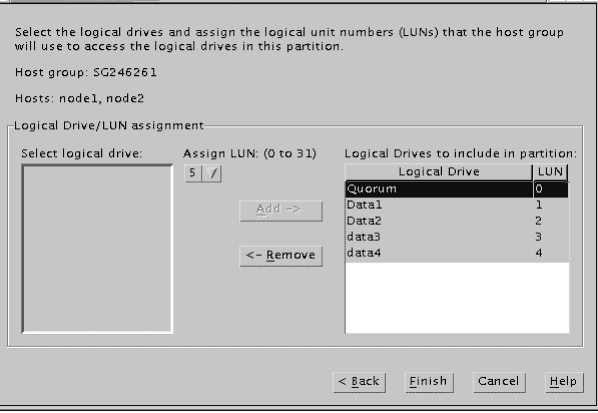 Select the logical drives and assign the logical unit numbers (LUNs) that the host group
will use to access the logical drives in this partition.
Host group: SG246261
Hosts: node1, node2
Logical Drive/LUN assignment
Select logical drive:
Assign LUN: (0 to 31)
Logical Drives to include in partition:
5
Logical Drive LUN
Quorum 0
Data1 1
Data2 2
data3 3
data4 4
Add ->
<- Remove
< Back Finish Cancel Help